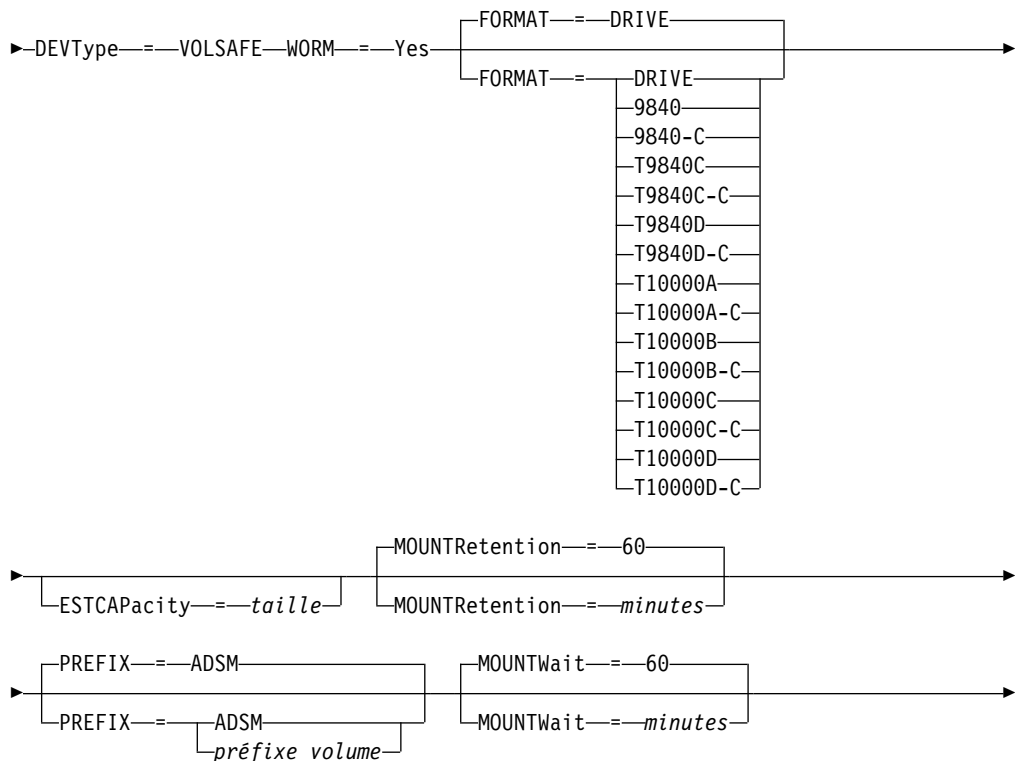 FORMAT = DRIVE
DEVType = VOLSAFE WORM = Yes
FORMAT = DRIVE
9840
9840-C
T9840C
T9840C-C
T9840D
T9840D-C
T10000A
T10000A-C
T10000B
T10000B-C
T10000C
T10000C-C
T10000D
T10000D-C
MOUNTRetention = 60
ESTCAPacity = taille MOUNTRetention = minutes
PREFIX = ADSM MOUNTWait = 60
PREFIX = ADSM MOUNTWait = minutes
préfixe volume